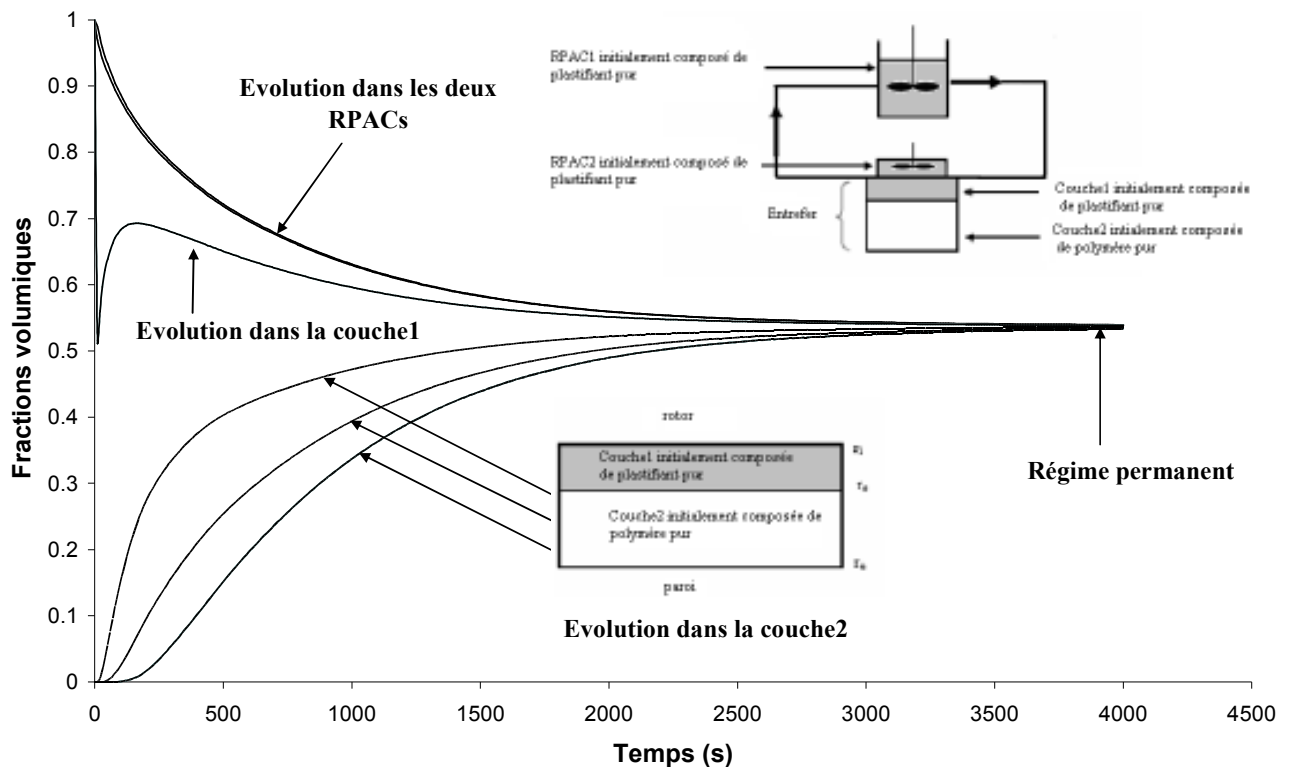 1
0.9
0.8
0.7
0.6
0.5
0.4
0.3
0.2
0.1
0
Fractions volumiques
Evolution dans les deux
RPACs
RPAC1 initialement composé de
plastifiant pur
RPAC2 initialement composé de
plastifiant pur
Entrefer
Couche1 initialement composée
de plastifiant pur
Couche2 intialement composée
de polymère pur
Evolution dans la couche1
Régime permanent
rotor
Couche1 initialement composée
de plastifiant pur
Couche2 initialement composée de
polymère pur
paroi
Evolution dans la couche2
0
500
1000
1500
2000
2500
3000
3500
4000
4500
Temps (s)